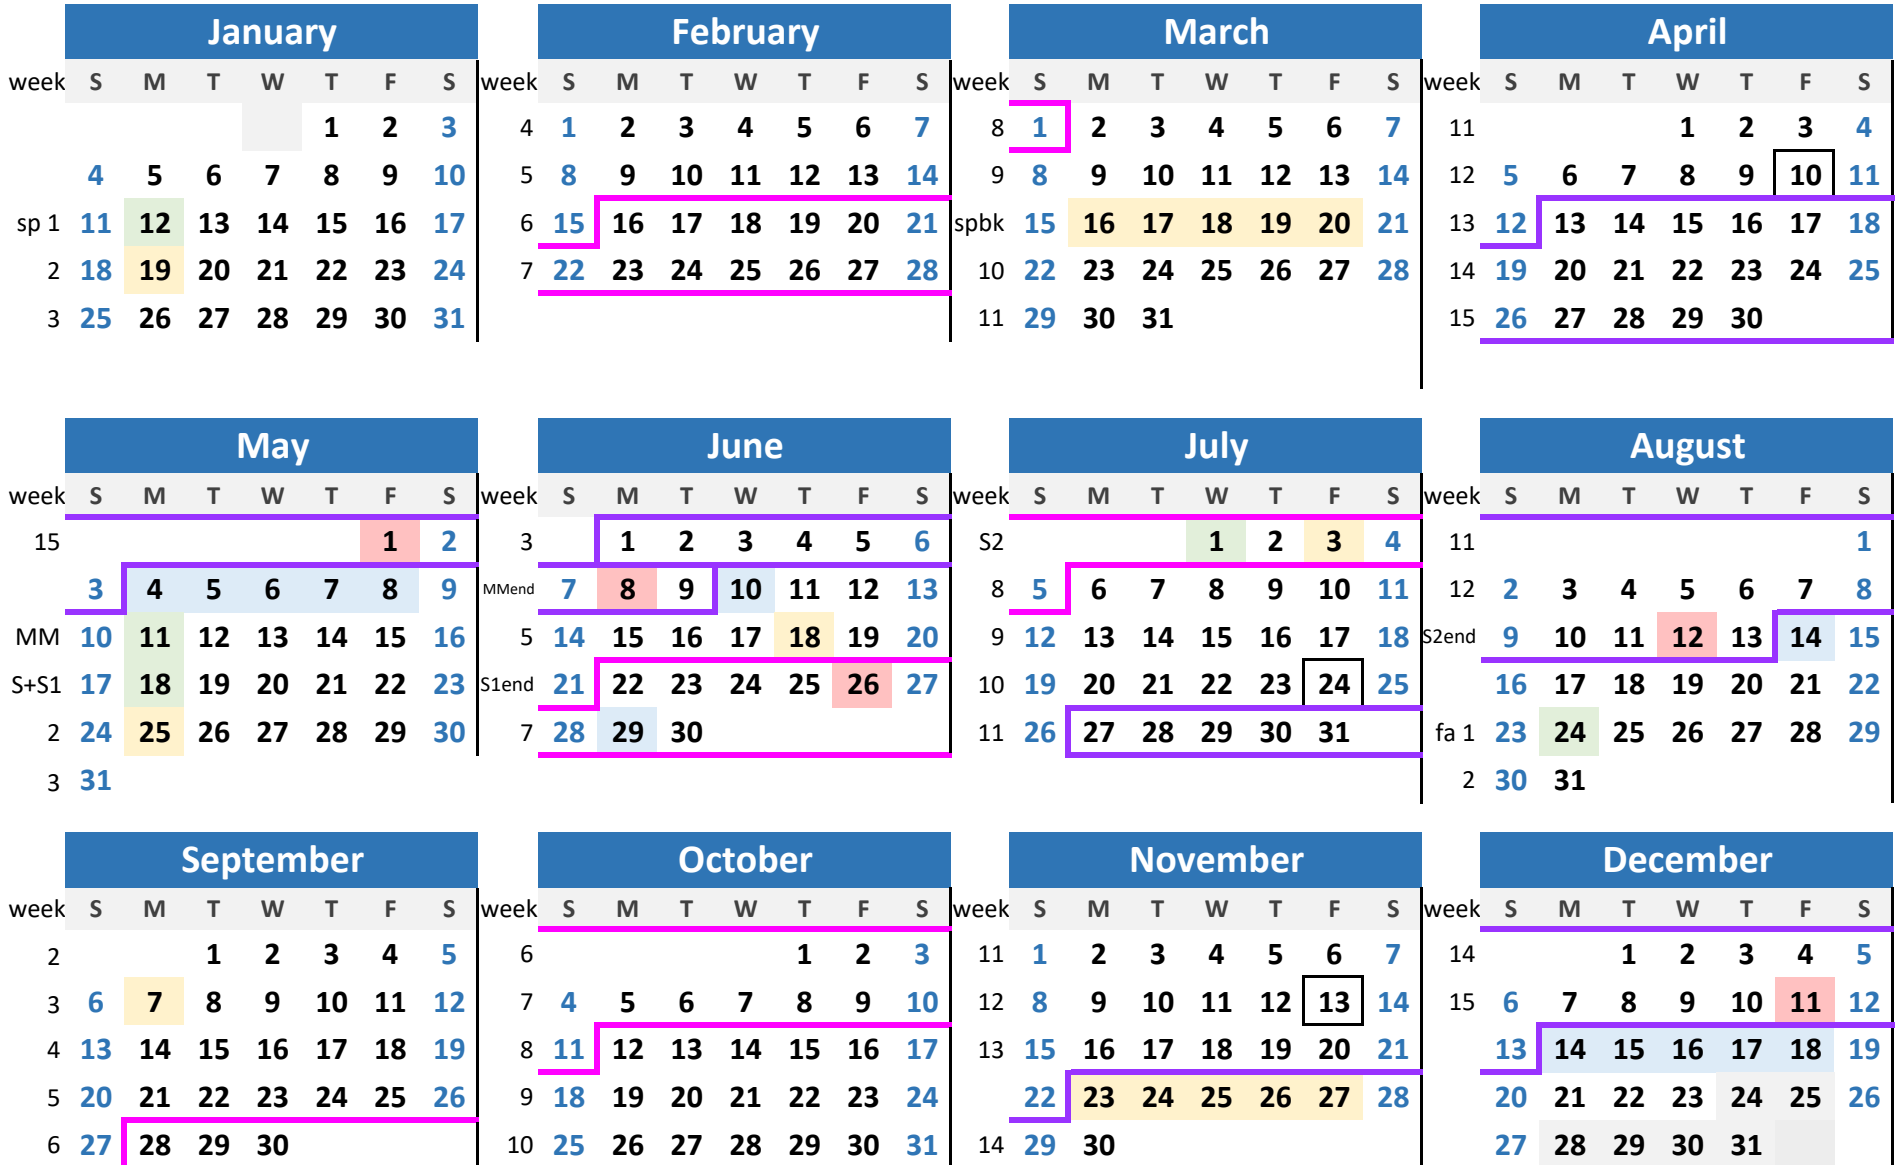 January February March April
week S M T W T F S week S M T W T F S week S M T W T F S week S M T W T F S
1 2 3 4 1 2 3 4 5 6 7 8 1 2 3 4 5 6 7 11 1 2 3 4
4 5 6 7 8 9 10 5 8 9 10 11 12 13 14 9 8 9 10 11 12 13 14 12 5 6 7 8 9 10 11
sp 1 11 12 13 14 15 16 17 6 15 16 17 18 19 20 21 spbk 15 16 17 18 19 20 21 13 12 13 14 15 16 17 18
2 18 19 20 21 22 23 24 7 22 23 24 25 26 27 28 10 22 23 24 25 26 27 28 14 19 20 21 22 23 24 25
3 25 26 27 28 29 30 31 11 29 30 31 15 26 27 28 29 30
May June July August
week S M T W T F S week S M T W T F S week S M T W T F S week S M T W T F S
15 1 2 3 1 2 3 4 5 6 S2 1 2 3 4 11 1
3 4 5 6 7 8 9 MMend 7 8 9 10 11 12 13 8 5 6 7 8 9 10 11 12 2 3 4 5 6 7 8
MM 10 11 12 13 14 15 16 5 14 15 16 17 18 19 20 9 12 13 14 15 16 17 18 S2end 9 10 11 12 13 14 15
S+S1 17 18 19 20 21 22 23 S1end 21 22 23 24 25 26 27 10 19 20 21 22 23 24 25 16 17 18 19 20 21 22
2 24 25 26 27 28 29 30 7 28 29 30 11 26 27 28 29 30 31 fa 1 23 24 25 26 27 28 29
3 31 2 30 31
September October November December
week S M T W T F S week S M T W T F S week S M T W T F S week S M T W T F S
2 1 2 3 4 5 6 1 2 3 11 1 2 3 4 5 6 7 14 1 2 3 4 5
3 6 7 8 9 10 11 12 7 4 5 6 7 8 9 10 12 8 9 10 11 12 13 14 15 6 7 8 9 10 11 12
4 13 14 15 16 17 18 19 8 11 12 13 14 15 16 17 13 15 16 17 18 19 20 21 13 14 15 16 17 18 19
5 20 21 22 23 24 25 26 9 18 19 20 21 22 23 24 22 23 24 25 26 27 28 20 21 22 23 24 25 26
6 27 28 29 30 10 25 26 27 28 29 30 31 14 29 30 27 28 29 30 31